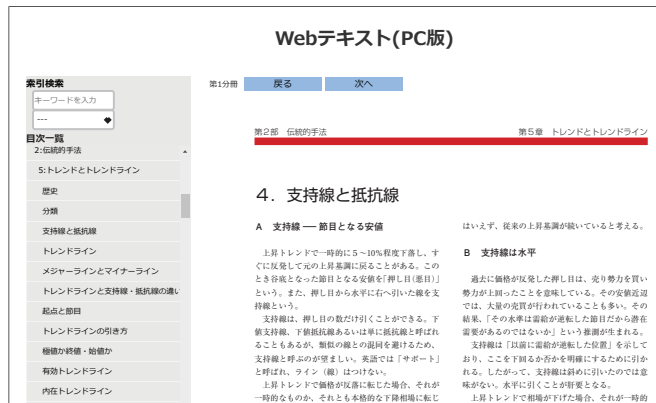 Webテキスト(PC版)
索引検索
キーワードを入力
---
目次一覧
2:伝統的手法
5:トレンドとトレンドライン
歴史
分類
支持線と抵抗線
トレンドライン
メジャーラインとマイナーライン
トレンドラインと支持線・抵抗線の違い
起点と節目
トレンドラインの引き方
極値か終値・始値か
有効トレンドライン
内在トレンドライン
第1分冊
戻る
次へ
第2部 伝統的手法
第5章 トレンドとトレンドライン
4. 支持線と抵抗線
A 支持線 ── 節目となる安値
上昇トレンドで一時的に5~10%程度下落し、す
ぐに反発して元の上昇基調に戻ることがある。この
とき谷底となった節目となる安値を「押し目(日)」
という。また、押し目から水平に右へ引いた線を支
持線という。
支持線は、押し目の数だけ引くことができる。下
値支持線、下値抵抗線あるいは単に抵抗線と呼ばれ
ることもあるが、類似の線との混同を避けるため、
支持線と呼ぶのが望ましい。英語では「サポート」
と呼ばれ、ライン(線)はつけない。
上昇トレンドで価格が反落に転じた場合、それが
一時的なものか、それとも本格的な下降相場に転じ
はいえず、従来の上昇基調が続いていると考える。
B 支持線は水平
過去に価格が反発した押し目は、売り勢力を買い
勢力が上回ったことを意味している。その安値近辺
では、大量の売買が行われていることも多い。その
結果、「その水準は需給が逆転した節目だから潜在
需要があるのではないか」という推測が生まれる。
支持線は「以前に需給が逆転した位置」を示して
おり、ここを下回るか否かを明確にするために引か
れる。したがって、支持線は斜めに引いたのでは意
味がない。水平に引くことが肝要となる。
上昇トレンドで相場が下げた場合、それが一時的